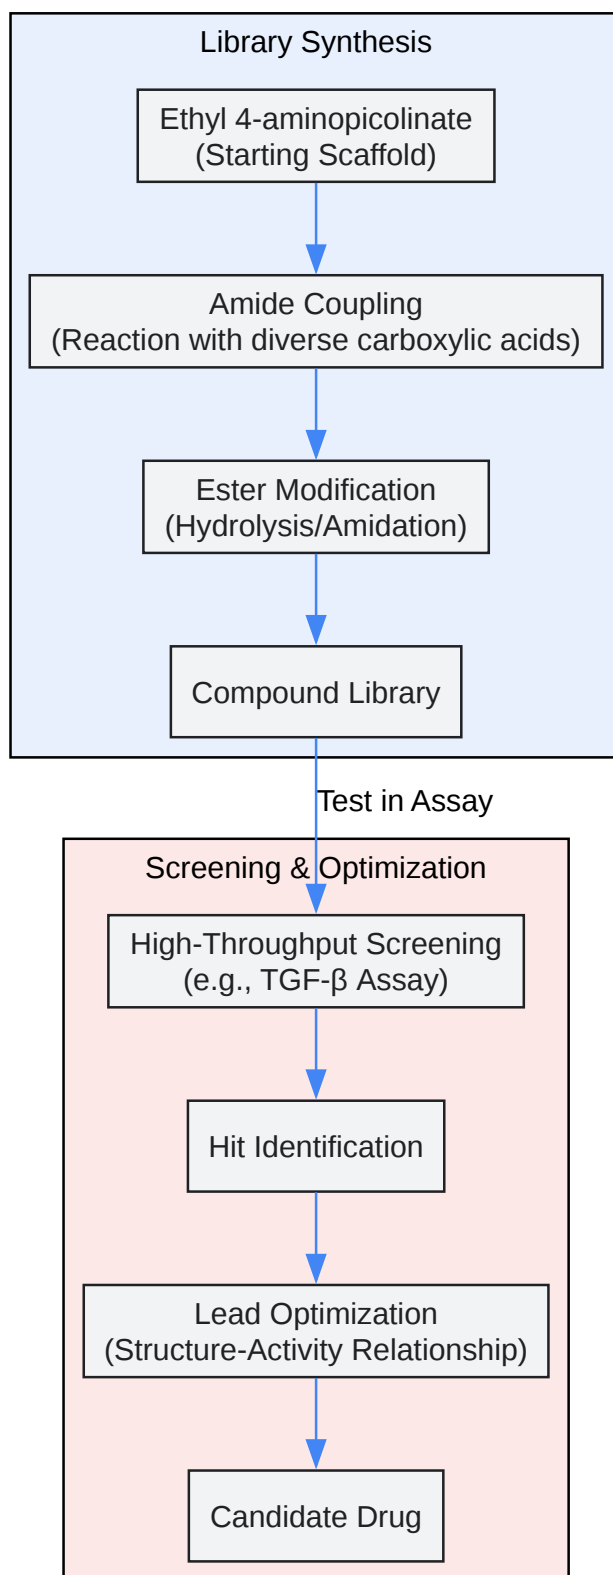 Library Synthesis
Ethyl 4-aminopicolinate
(Starting Scaffold)
Amide Coupling
(Reaction with diverse carboxylic acids)
Ester Modification
(Hydrolysis/Amidation)
Compound Library
Test in Assay
Screening & Optimization
High-Throughput Screening
(e.g., TGF-β Assay)
Hit Identification
Lead Optimization
(Structure-Activity Relationship)
Candidate Drug